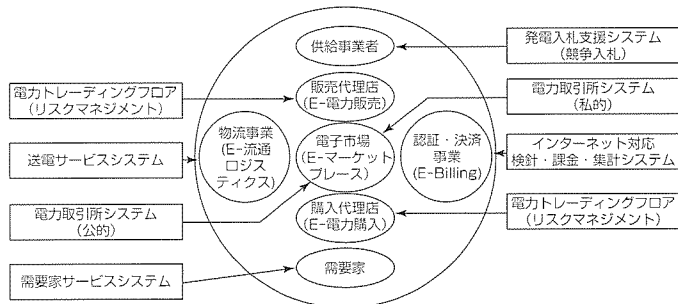 供給事業者
発電入札支援システム
(競争入札)
電力トレーディングフロア
(リスクマネジメント)
販売代理店
(E-電力販売)
電力取引所システム
(私的)
送電サービスシステム
物流事業
(E-流通
ロジス
ティクス)
電子市場
(E-マーケット
プレース)
認証・決済
事業
(E-Billing)
インターネット対応
検針・課金・集計システム
電力取引所システム
(公的)
購入代理店
(E-電力購入)
電力トレーディングフロア
(リスクマネジメント)
需要家サービスシステム
需要家